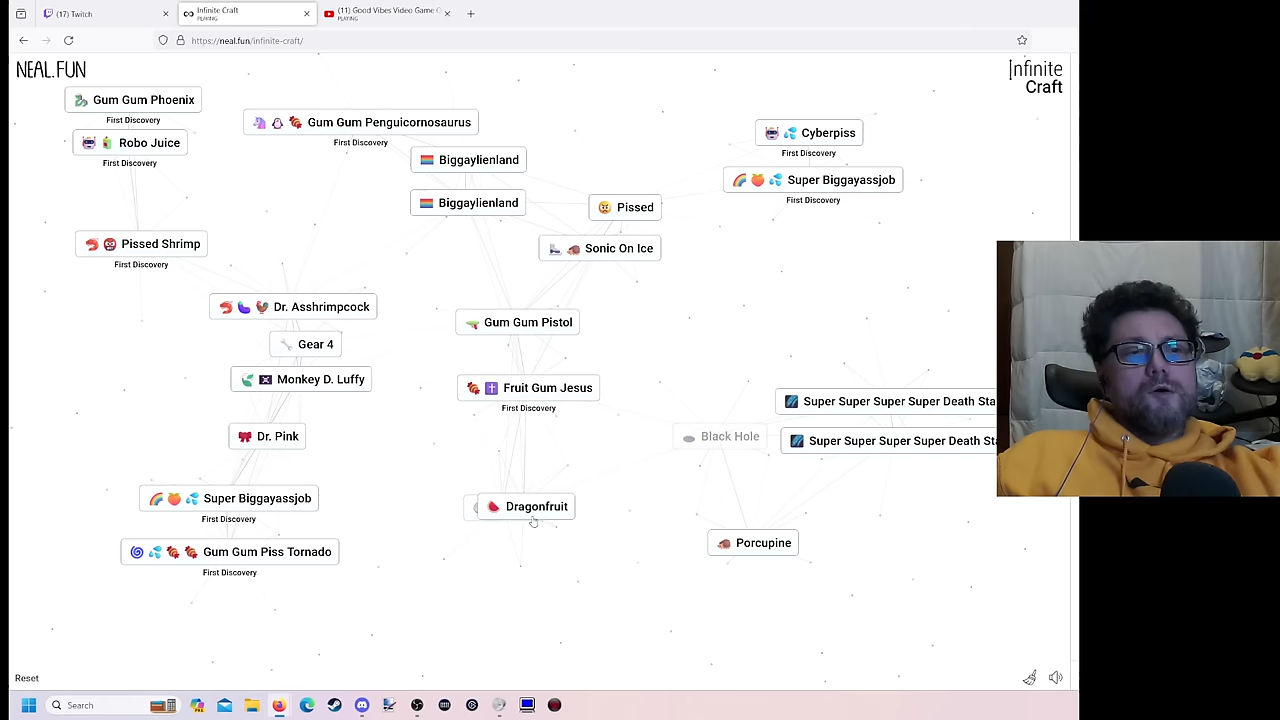 (17) Twitch
Infinite Craft
PLAYING
(11) Good Vibes Video Game C
PLAYING
https://neal.fun/infinite-craft/
NEAL.FUN
Infinite
Craft
Gum Gum Phoenix
First Discovery
Robo Juice
First Discovery
Gum Gum Penguicornosaurus
First Discovery
Biggaylienland
Biggaylienland
Cyberpiss
First Discovery
Super Biggayassjob
First Discovery
Pissed
Sonic On Ice
Pissed Shrimp
First Discovery
Dr. Asshrimpcock
Gear 4
Monkey D. Luffy
Gum Gum Pistol
Fruit Gum Jesus
First Discovery
Dr. Pink
Black Hole
Super Super Super Super Death Sta
Super Super Super Super Death Sta
Super Biggayassjob
First Discovery
Gum Gum Piss Tornado
First Discovery
Dragonfruit
Porcupine
Reset
Search